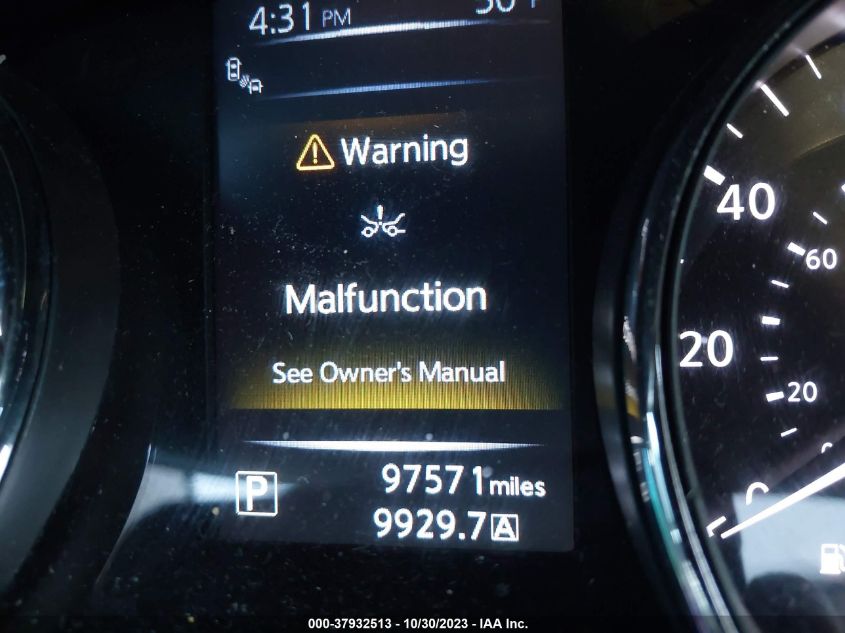 4:31 PM
Warning
Malfunction
See Owner's Manual
P
97571 miles
9929.7 A
40
60
20
20
0
000-37932513 - 10/30/2023 - IAA Inc.